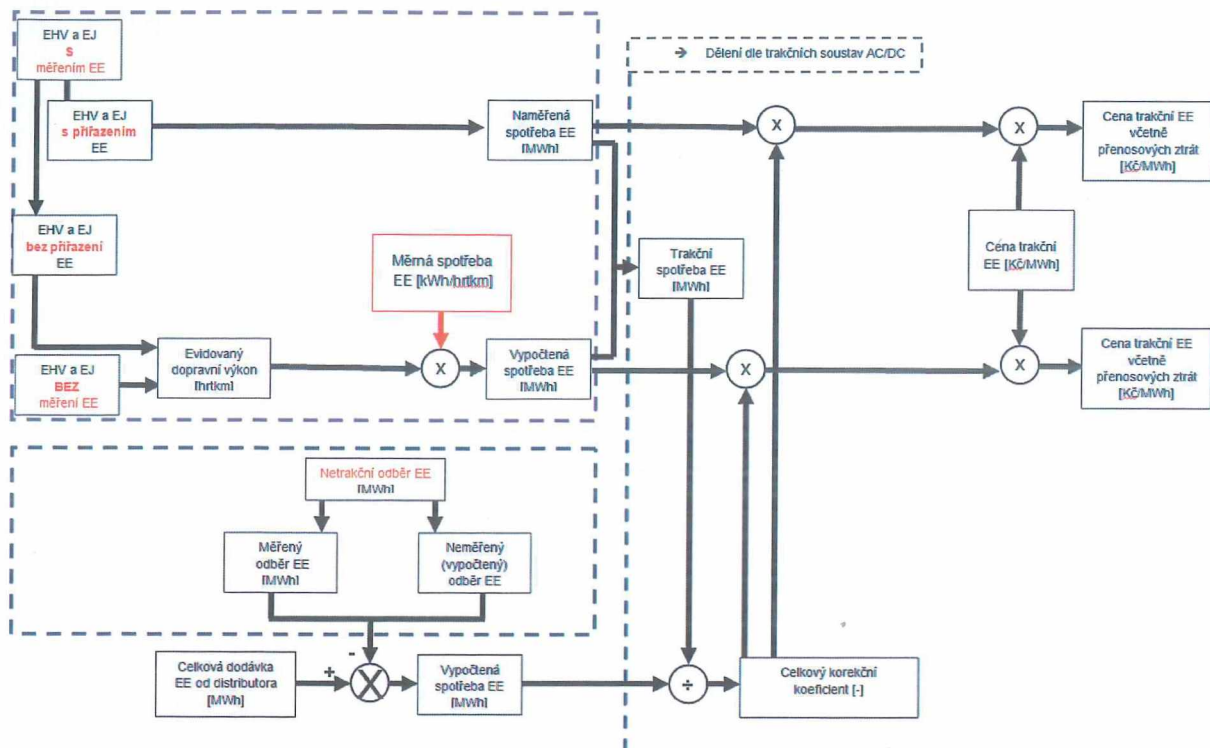 EHV a EJ
S
měřením EE
➔ Dělení dle trakčních soustav AC/DC
EHV a EJ
s přiřazením
EE
Naměřená
spotřeba EE
[MWh]
X
X
Cena trakční EE
včetně
přenosových ztrát
[Kč/MWh]
EHV a EJ
bez přiřazení
EE
Měrná spotřeba
EE [kWh/hrtkm]
Trakční
spotřeba EE
[MWh]
Cena trakční
EE [Kč/MWh]
EHV a EJ
BEZ
měření EE
Evidovaný
dopravní výkon
[hrtkm]
X
Vypočtená
spotřeba EE
[MWh]
X
X
Cena trakční EE
včetně
přenosových ztrát
[Kč/MWh]
Netrakční odběr EE
[MWh]
Měřený
odběr EE
[MWh]
Neměřený
(vypočtený)
odběr EE
Celková dodávka
EE od distributora
[MWh]
+
-
X
Vypočtená
spotřeba EE
[MWh]
÷
Celkový korekční
koeficient [-]